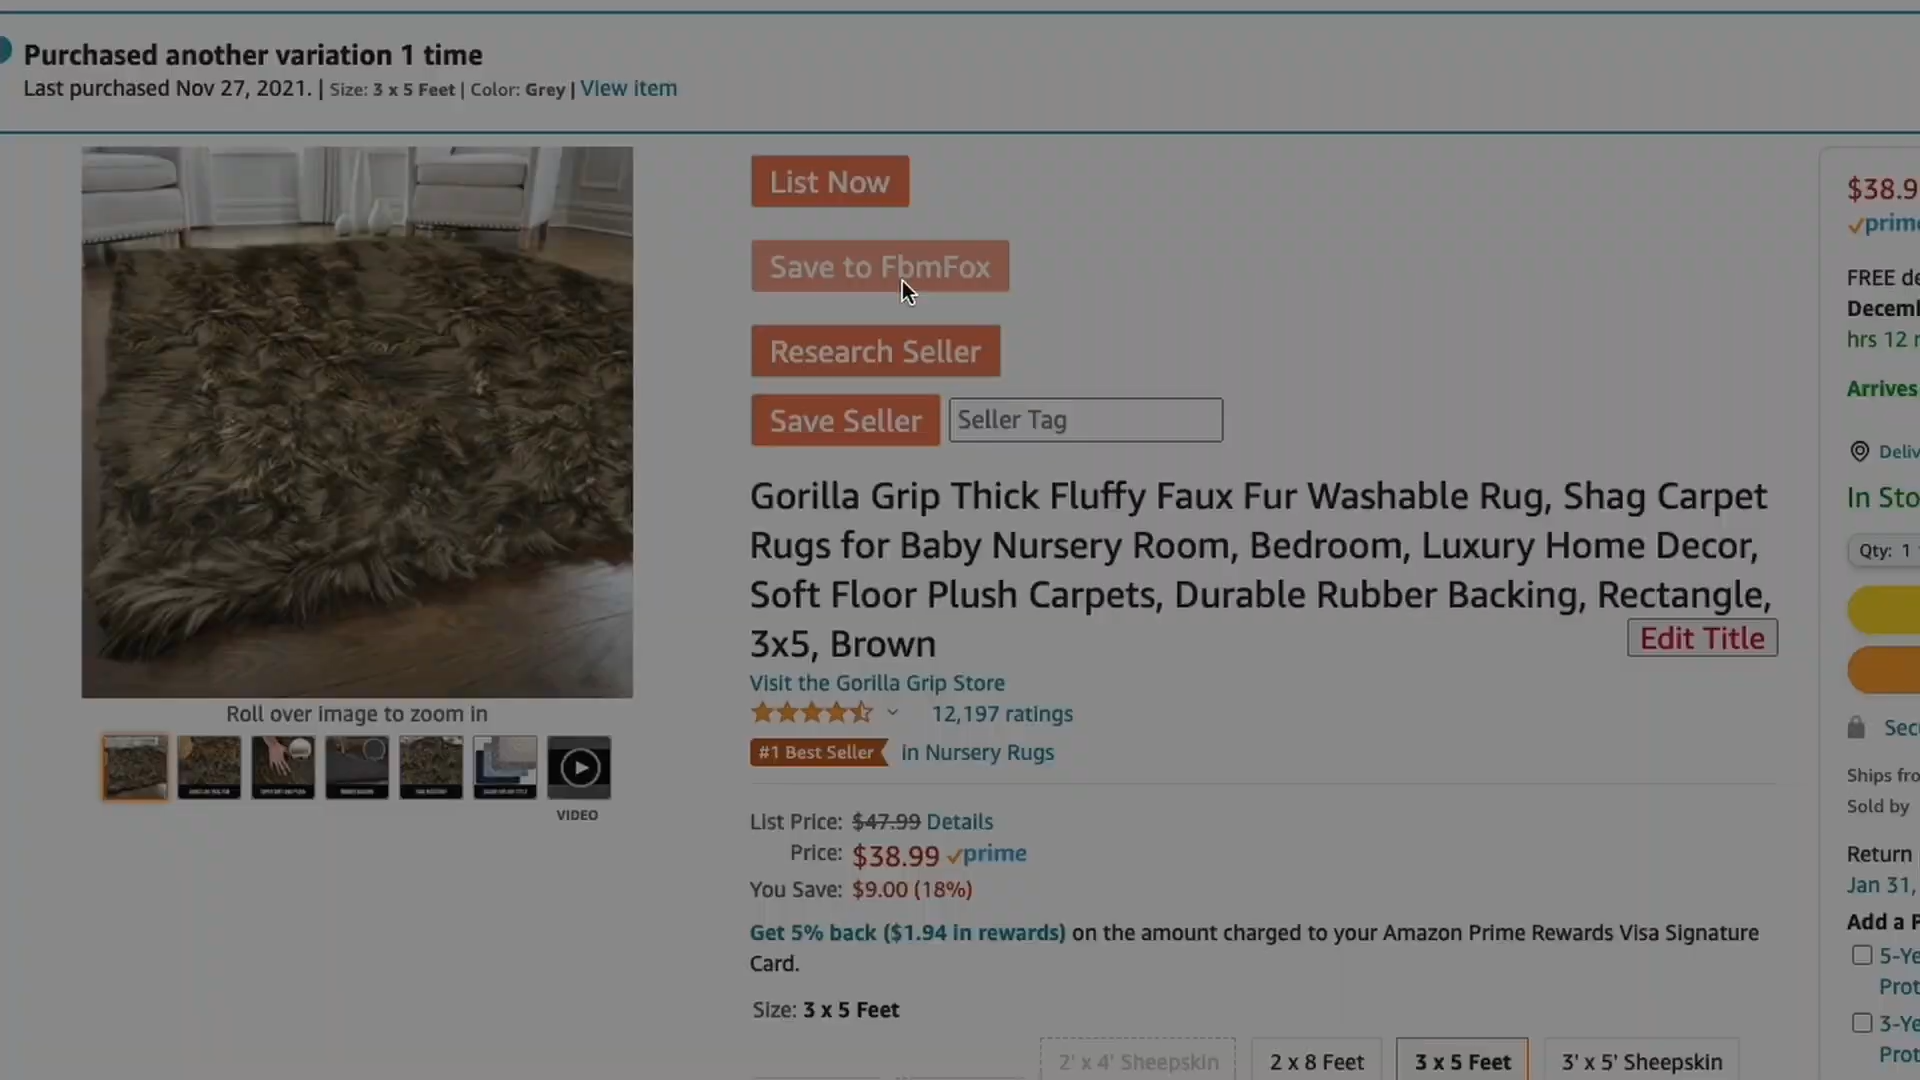 Purchased another variation 1 time
Last purchased Nov 27, 2021. | Size: 3 x 5 Feet | Color: Grey | View item
List Now
Save to FbmFox
Research Seller
Save Seller
Seller Tag
Gorilla Grip Thick Fluffy Faux Fur Washable Rug, Shag Carpet
Rugs for Baby Nursery Room, Bedroom, Luxury Home Decor,
Soft Floor Plush Carpets, Durable Rubber Backing, Rectangle,
3x5, Brown
Edit Title
Visit the Gorilla Grip Store
12,197 ratings
#1 Best Seller in Nursery Rugs
Roll over image to zoom in
VIDEO
List Price: $47.99 Details
Price: $38.99 prime
You Save: $9.00 (18%)
Get 5% back ($1.94 in rewards) on the amount charged to your Amazon Prime Rewards Visa Signature
Card.
Size: 3 x 5 Feet
2' x 4' Sheepskin
2 x 8 Feet
3 x 5 Feet
3' x 5' Sheepskin
$38.9
prime
FREE de
Decem
hrs 12
Arrives
Deliv
In Sto
Qty: 1
Sec
Ships fro
Sold by
Return
Jan 31,
Add a P
5-Ye
Prot
3-Ye
Prot